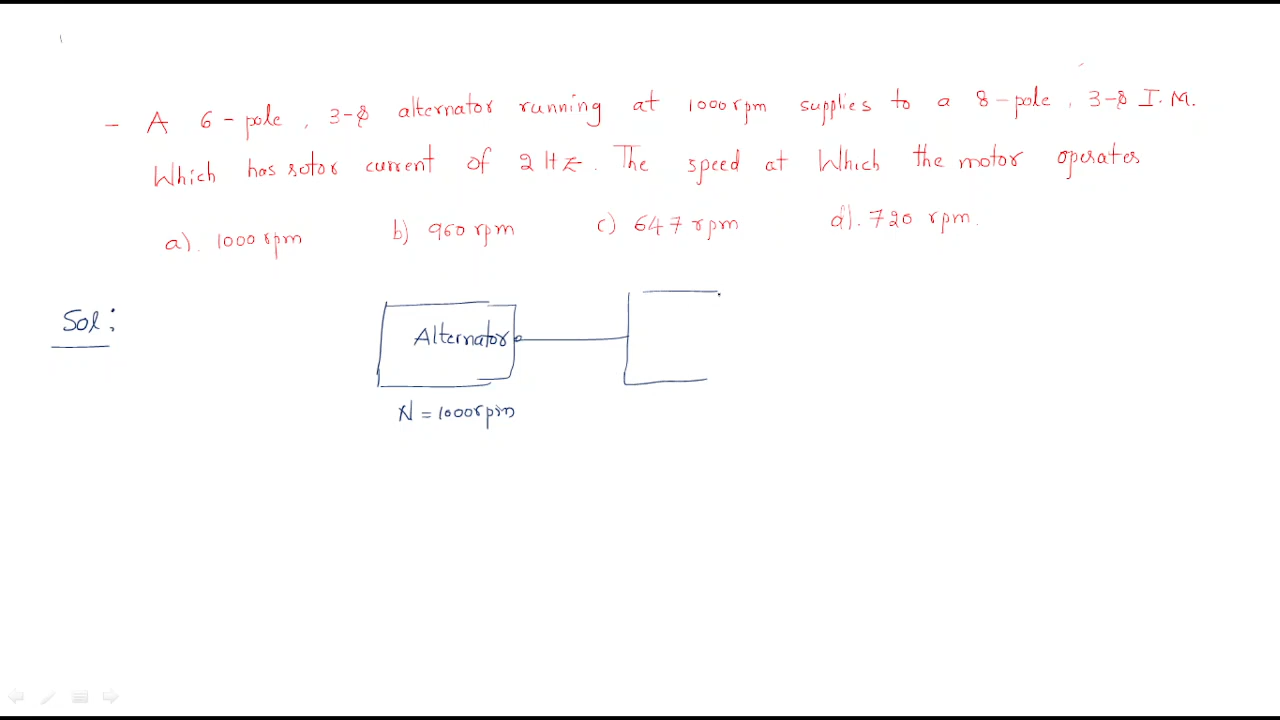 - A 6-pole, 3-ϕ alternator running at 1000 rpm supplies to a 8-pole, 3-ϕ I.M.
Which has rotor current of 2 Hz. The speed at Which the motor operates
a). 1000 rpm b) 960 rpm c) 647 rpm d). 720 rpm.
Sol:
Alternator
N = 1000 rpm